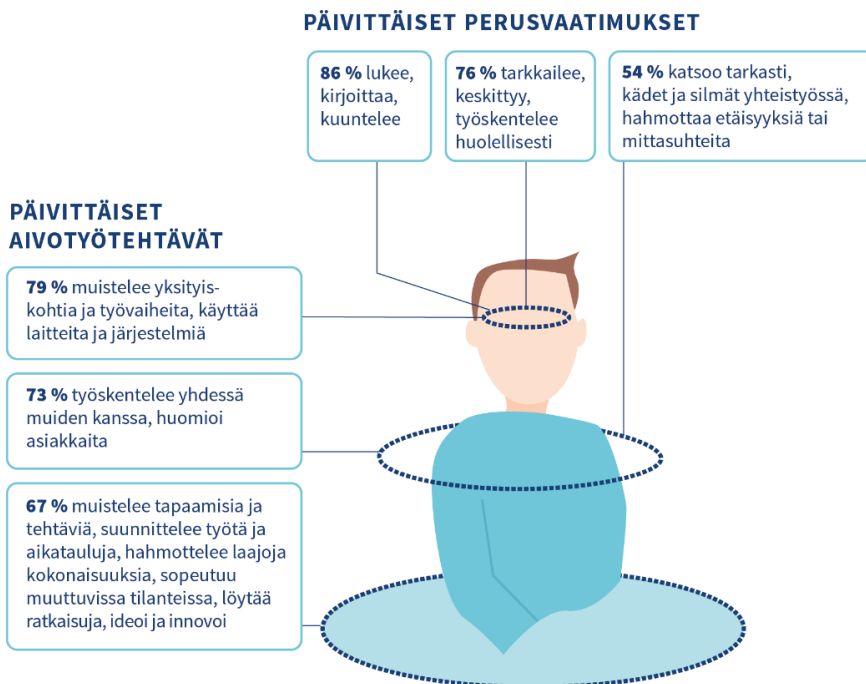 PÄIVITTÄISET PERUSVAATIMUKSET
86 % lukee,
kirjoittaa,
kuuntelee
76 % tarkkailee,
keskittyy,
työskentelee
huolellisesti
54 % katsoo tarkasti,
kädet ja silmät yhteistyössä,
hahmottaa etäisyyksiä tai
mittasuhteita
PÄIVITTÄISET
AIVOTYÖTEHTÄVÄT
79 % muistelee yksityis-
kohtia ja työvaiheita, käyttää
laitteita ja järjestelmiä
73 % työskentelee yhdessä
muiden kanssa, huomioi
asiakkaita
67 % muistelee tapaamisia ja
tehtäviä, suunnittelee työtä ja
aikatauluja, hahmottelee laajoja
kokonaisuuksia, sopeutuu
muuttuvissa tilanteissa, löytää
ratkaisuja, ideoi ja innovoi